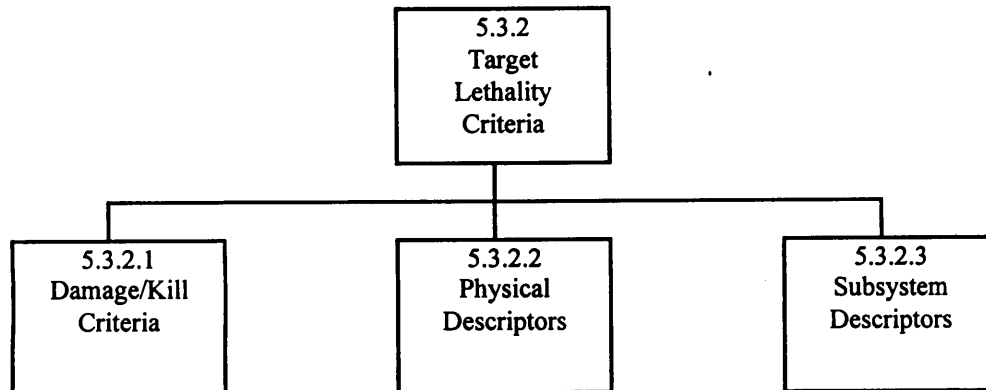 5.3.2
Target
Lethality
Criteria
5.3.2.1
Damage/Kill
Criteria
5.3.2.2
Physical
Descriptors
5.3.2.3
Subsystem
Descriptors